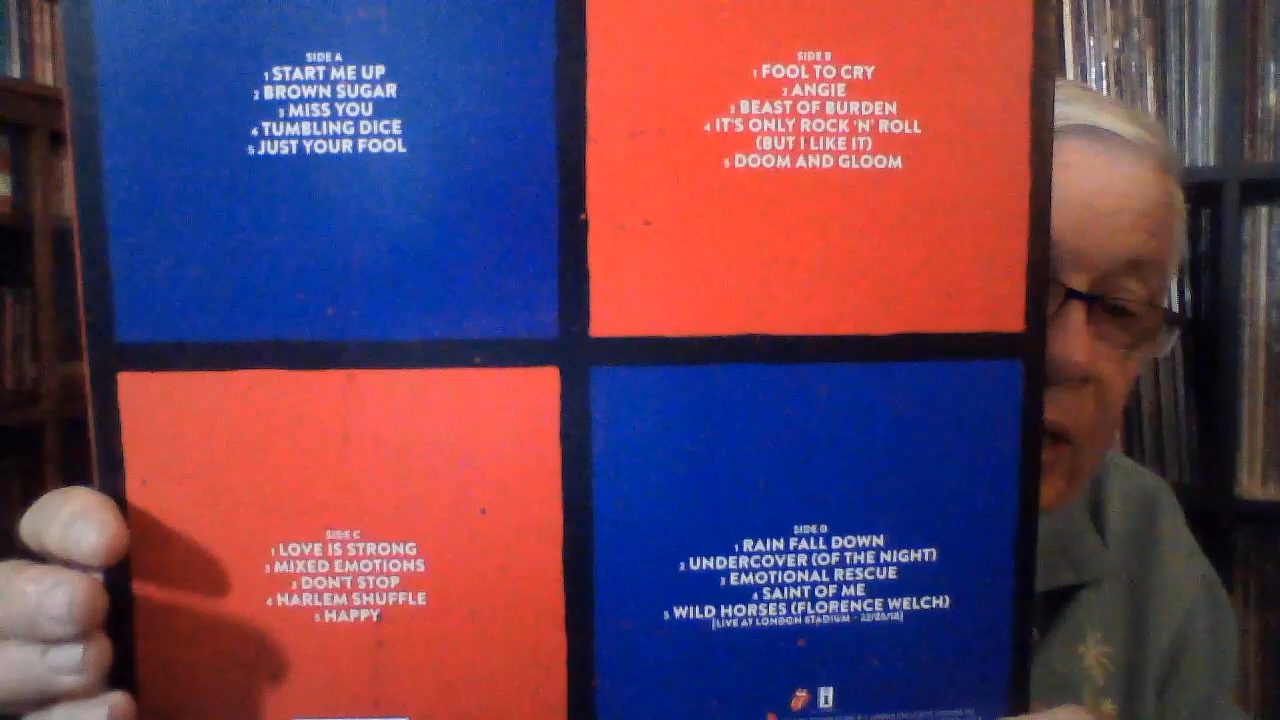 SIDE A
1 START ME UP
2 BROWN SUGAR
3 MISS YOU
4 TUMBLING DICE
5 JUST YOUR FOOL
SIDE B
1 FOOL TO CRY
2 ANGIE
3 BEAST OF BURDEN
4 IT'S ONLY ROCK 'N' ROLL
(BUT I LIKE IT)
5 DOOM AND GLOOM
SIDE C
1 LOVE IS STRONG
2 MIXED EMOTIONS
3 DON'T STOP
4 HARLEM SHUFFLE
5 HAPPY
SIDE D
1 RAIN FALL DOWN
2 UNDERCOVER (OF THE NIGHT)
3 EMOTIONAL RESCUE
4 SAINT OF ME
5 WILD HORSES (FLORENCE WELCH)
[LIVE AT LONDON STADIUM -